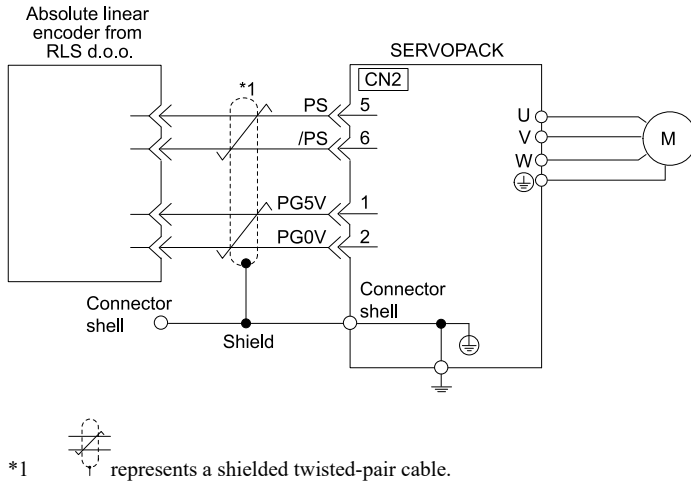 Absolute linear
encoder from
RLS d.o.o.
SERVOPACK
CN2
*1
PS 5
/PS 6
PG5V 1
PG0V 2
U
V
W
M
Connector
shell
Shield
Connector
shell
*1 represents a shielded twisted-pair cable.